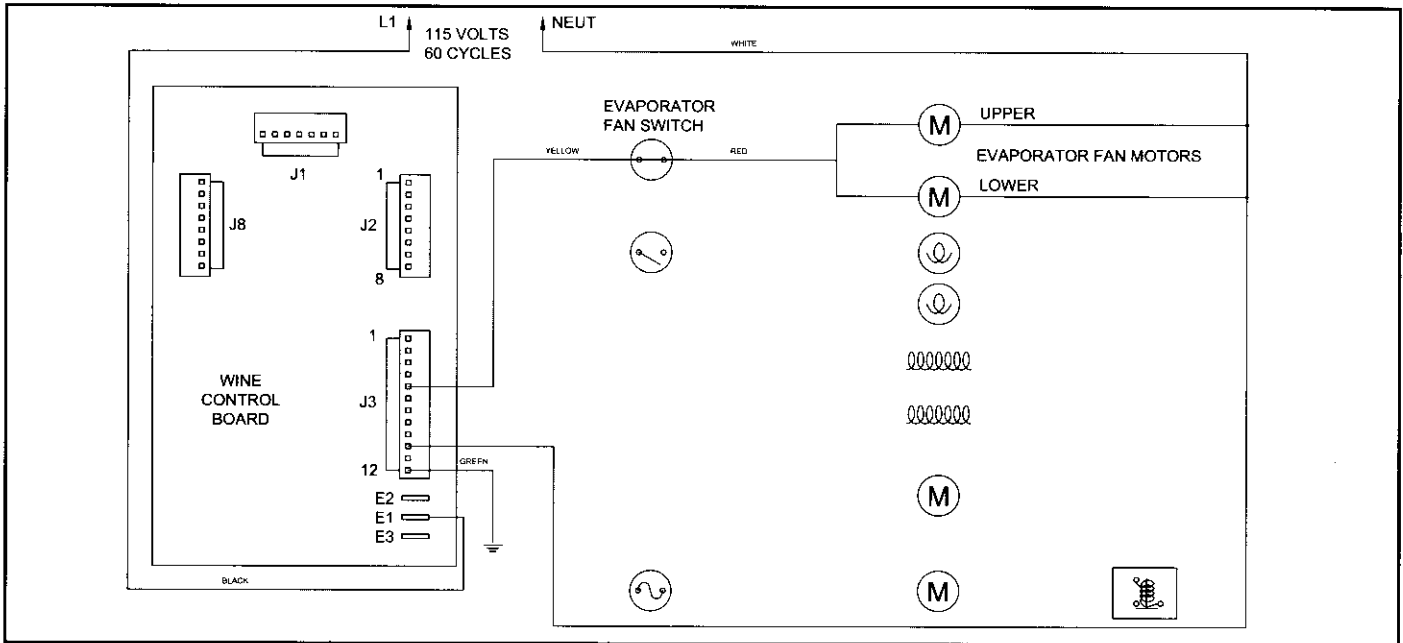 L1
115 VOLTS
60 CYCLES
NEUT
WHITE
J1
J8
1
J2
8
EVAPORATOR
FAN SWITCH
YELLOW
RED
M
UPPER
EVAPORATOR FAN MOTORS
M
LOWER
WINE
CONTROL
BOARD
1
J3
12
GREEN
E2
E1
E3
BLACK
M
M